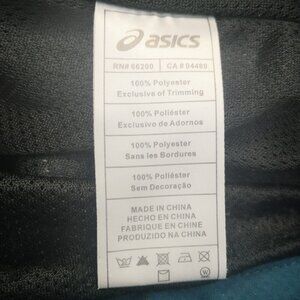 asics
RN# 66200 CA # 04480
100% Polyester
Exclusive of Trimming
100% Poliéster
Exclusivo de Adornos
100% Polyester
Sans les Bordures
100% Poliéster
Sem Decoração
MADE IN CHINA
HECHO EN CHINA
FABRIQUE EN CHINE
PRODUZIDO NA CHINA